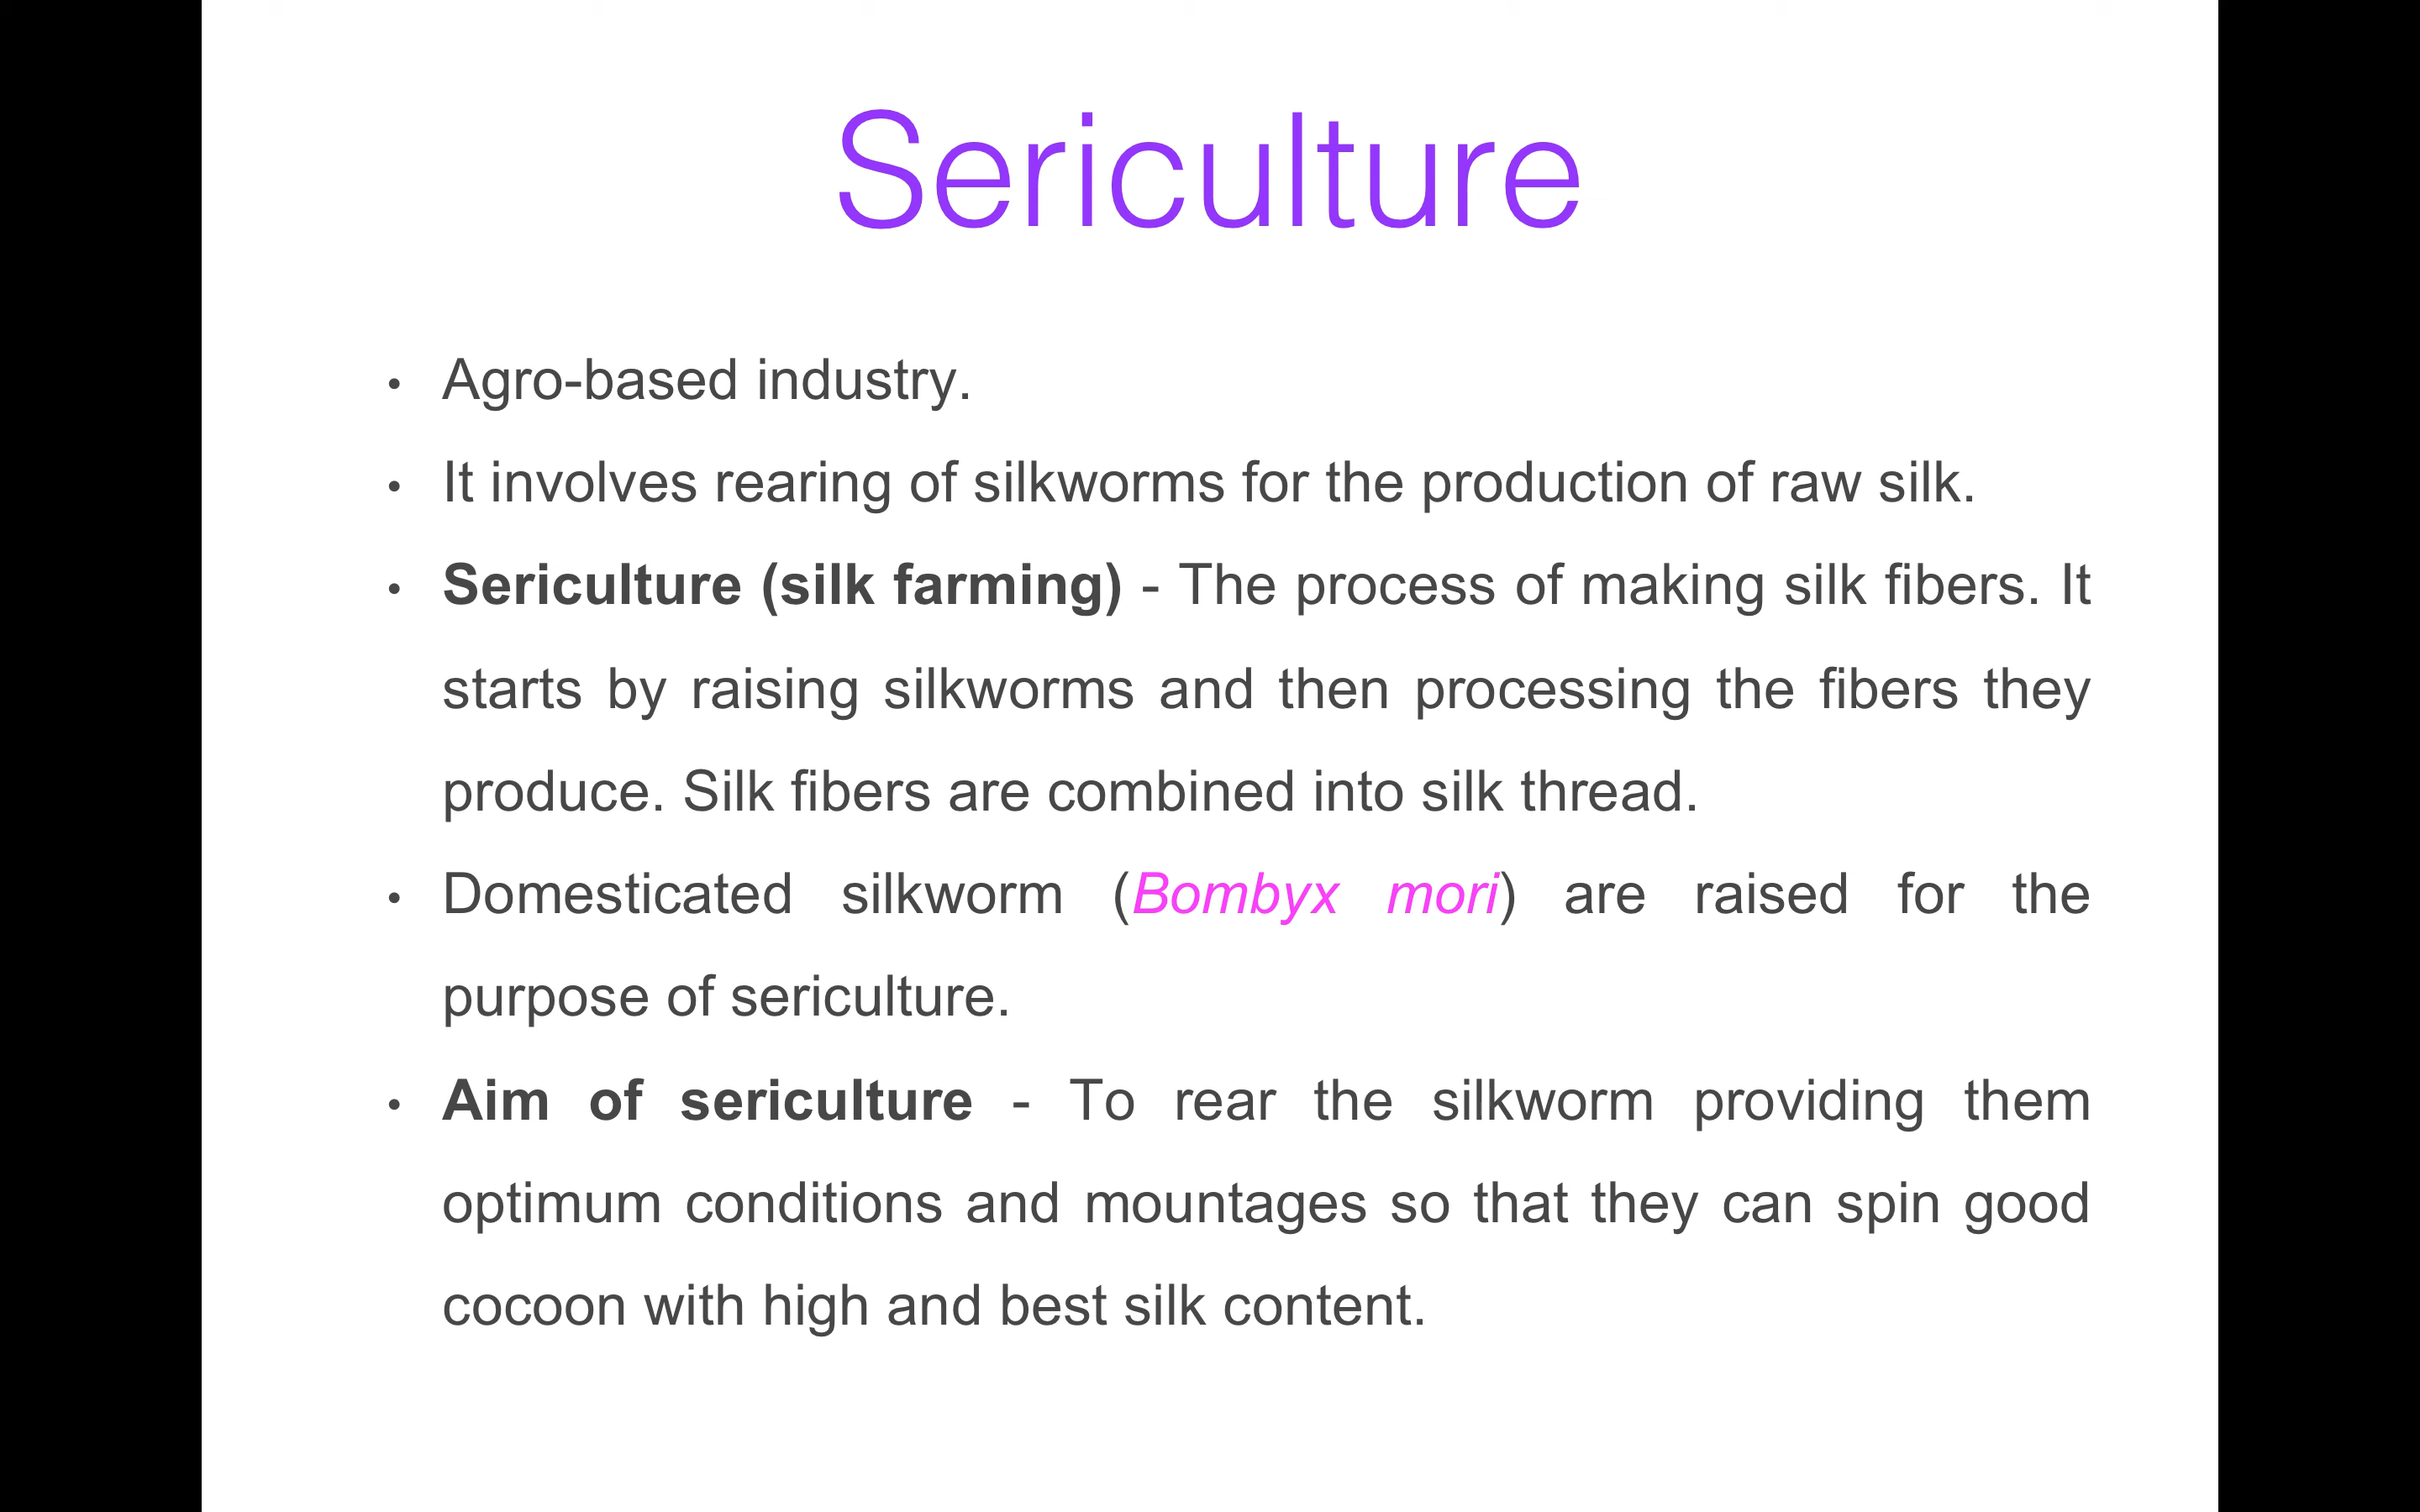 Sericulture
• Agro-based industry.
• It involves rearing of silkworms for the production of raw silk.
• Sericulture (silk farming) - The process of making silk fibers. It
starts by raising silkworms and then processing the fibers they
produce. Silk fibers are combined into silk thread.
• Domesticated silkworm (Bombyx mori) are raised for the
purpose of sericulture.
• Aim of sericulture - To rear the silkworm providing them
optimum conditions and mountages so that they can spin good
cocoon with high and best silk content.